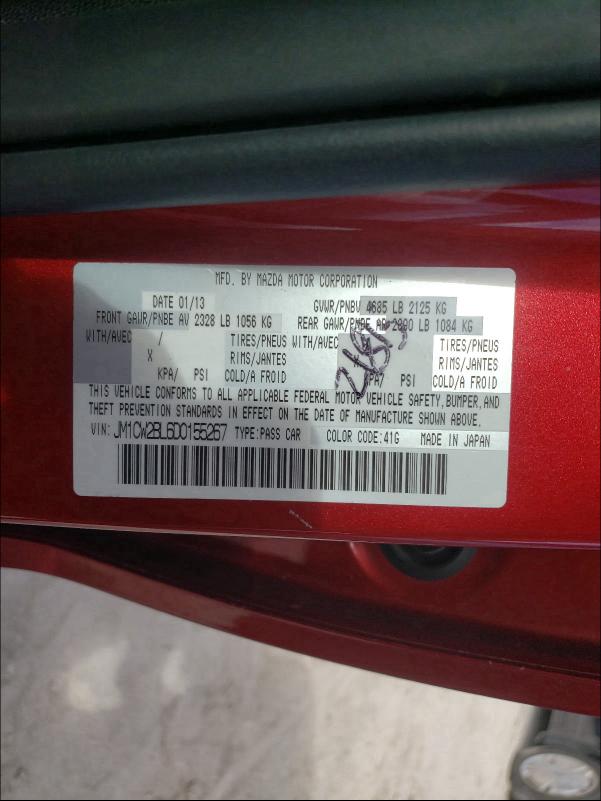 MFD. BY MAZDA MOTOR CORPORATION
DATE 01/13 GVWR/PNBV 4685 LB 2125 KG
FRONT GAWR/PNBE AV 2328 LB 1056 KG REAR GAWR/PNBE AR 2390 LB 1084 KG
WITH/AVEC / TIRES/PNEUS WITH/AVEC TIRES/PNEUS
X RIMS/JANTES RIMS/JANTES
KPA/ PSI COLD/A FROID KPA/ PSI COLD/A FROID
THIS VEHICLE CONFORMS TO ALL APPLICABLE FEDERAL MOTOR VEHICLE SAFETY, BUMPER, AND
THEFT PREVENTION STANDARDS IN EFFECT ON THE DATE OF MANUFACTURE SHOWN ABOVE.
VIN: JM1CW2BL6D0155267 TYPE: PASS CAR COLOR CODE: 41G MADE IN JAPAN